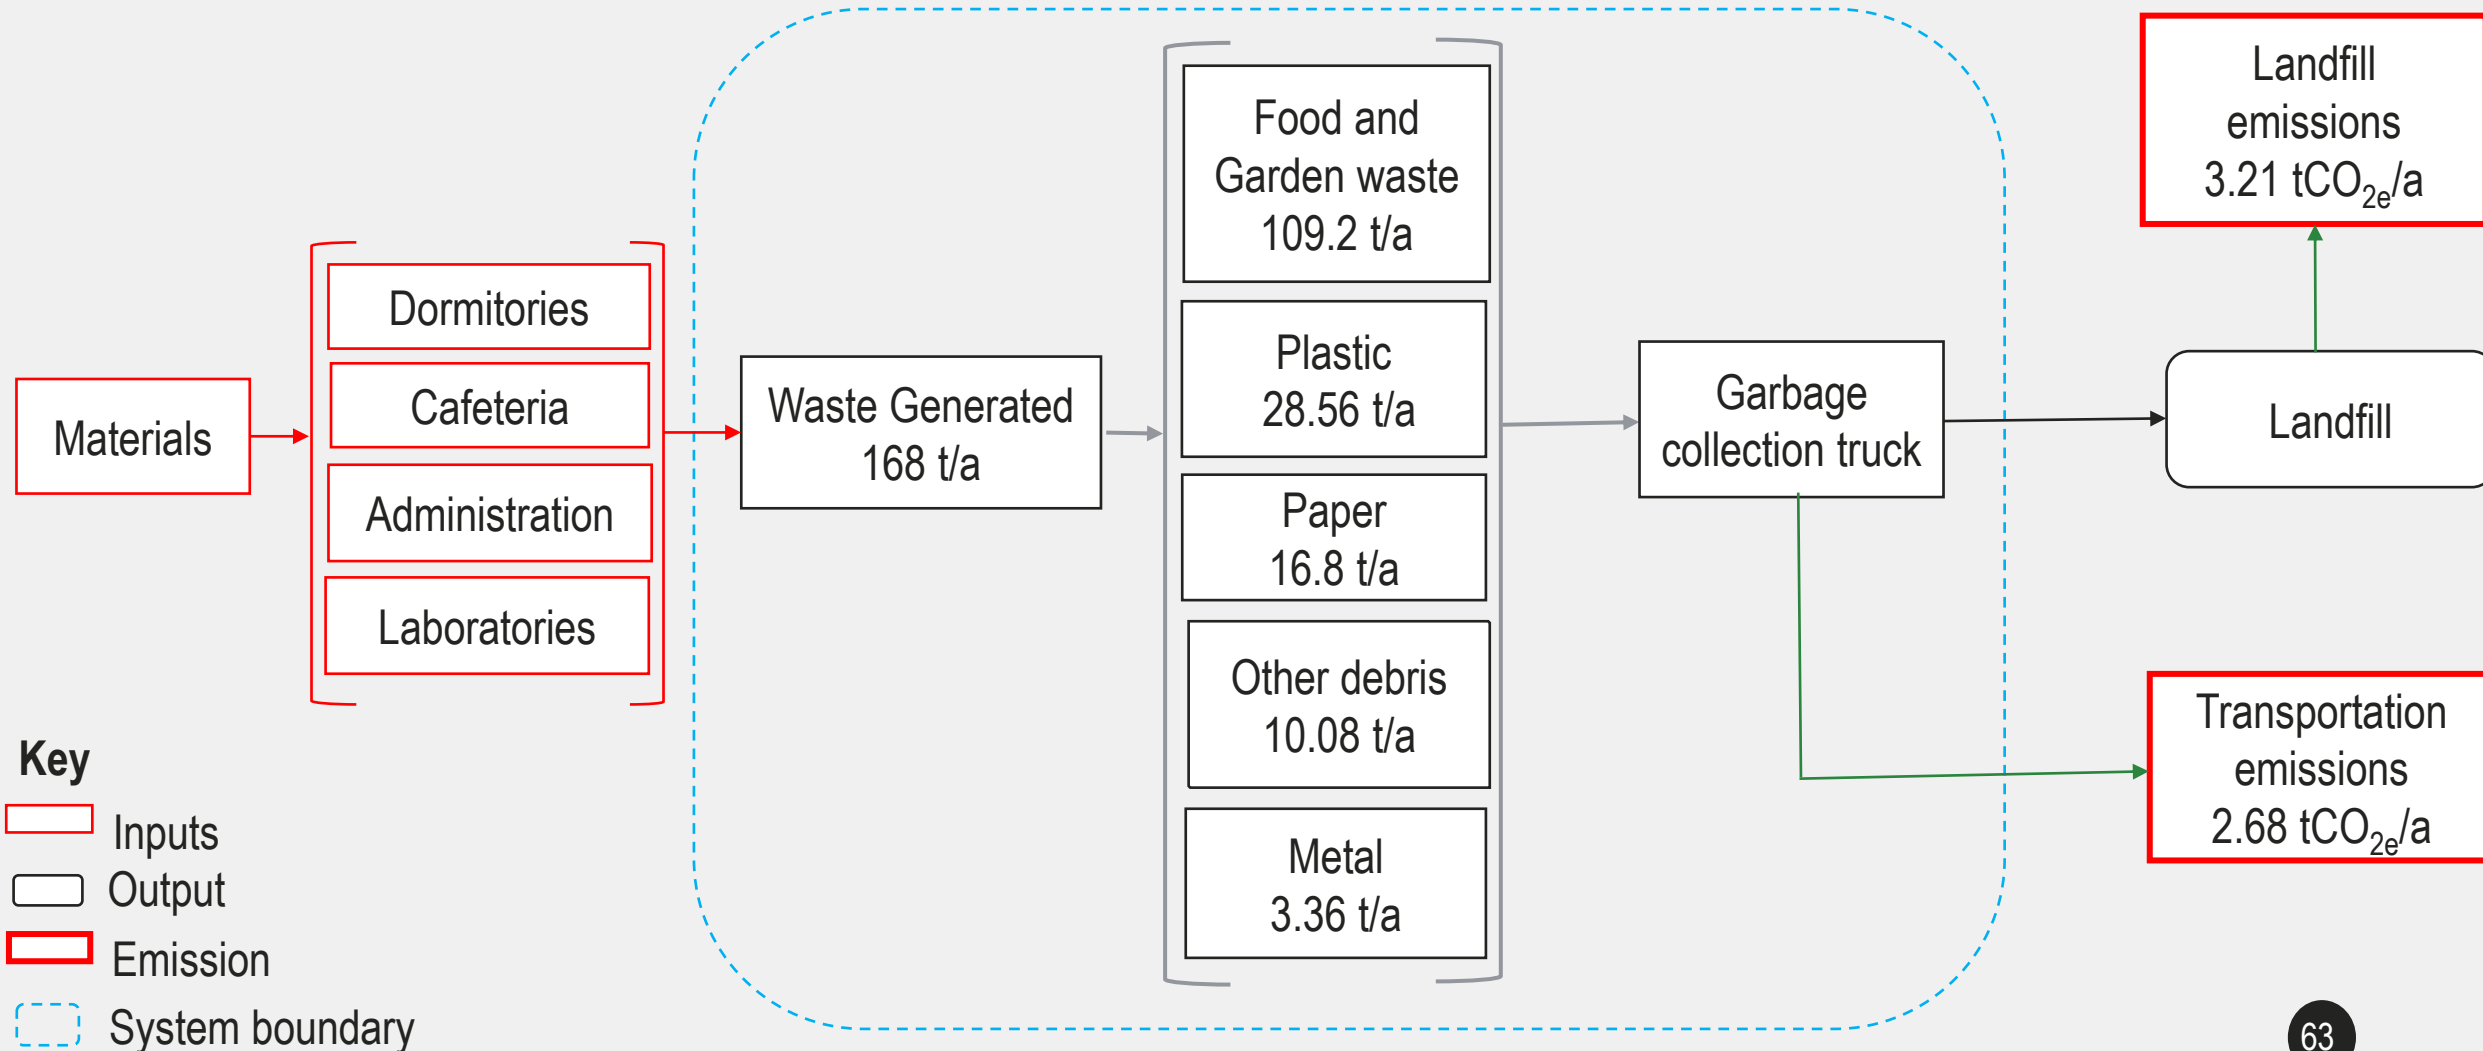 Materials
Dormitories
Cafeteria
Administration
Laboratories
Waste Generated
168 t/a
Food and
Garden waste
109.2 t/a
Plastic
28.56 t/a
Paper
16.8 t/a
Other debris
10.08 t/a
Metal
3.36 t/a
Garbage
collection truck
Landfill
emissions
3.21 tCO₂ₑ/a
Landfill
Transportation
emissions
2.68 tCO₂ₑ/a
Key
Inputs
Output
Emission
System boundary
63